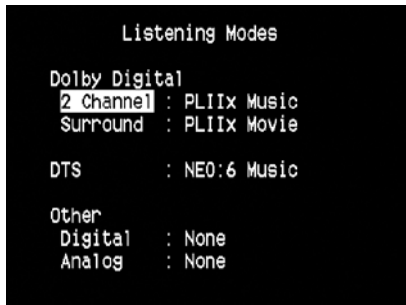 Listening Modes
Dolby Digital
2 Channel : PLIIx Music
Surround : PLIIx Movie
DTS : NEO:6 Music
Other
Digital : None
Analog : None